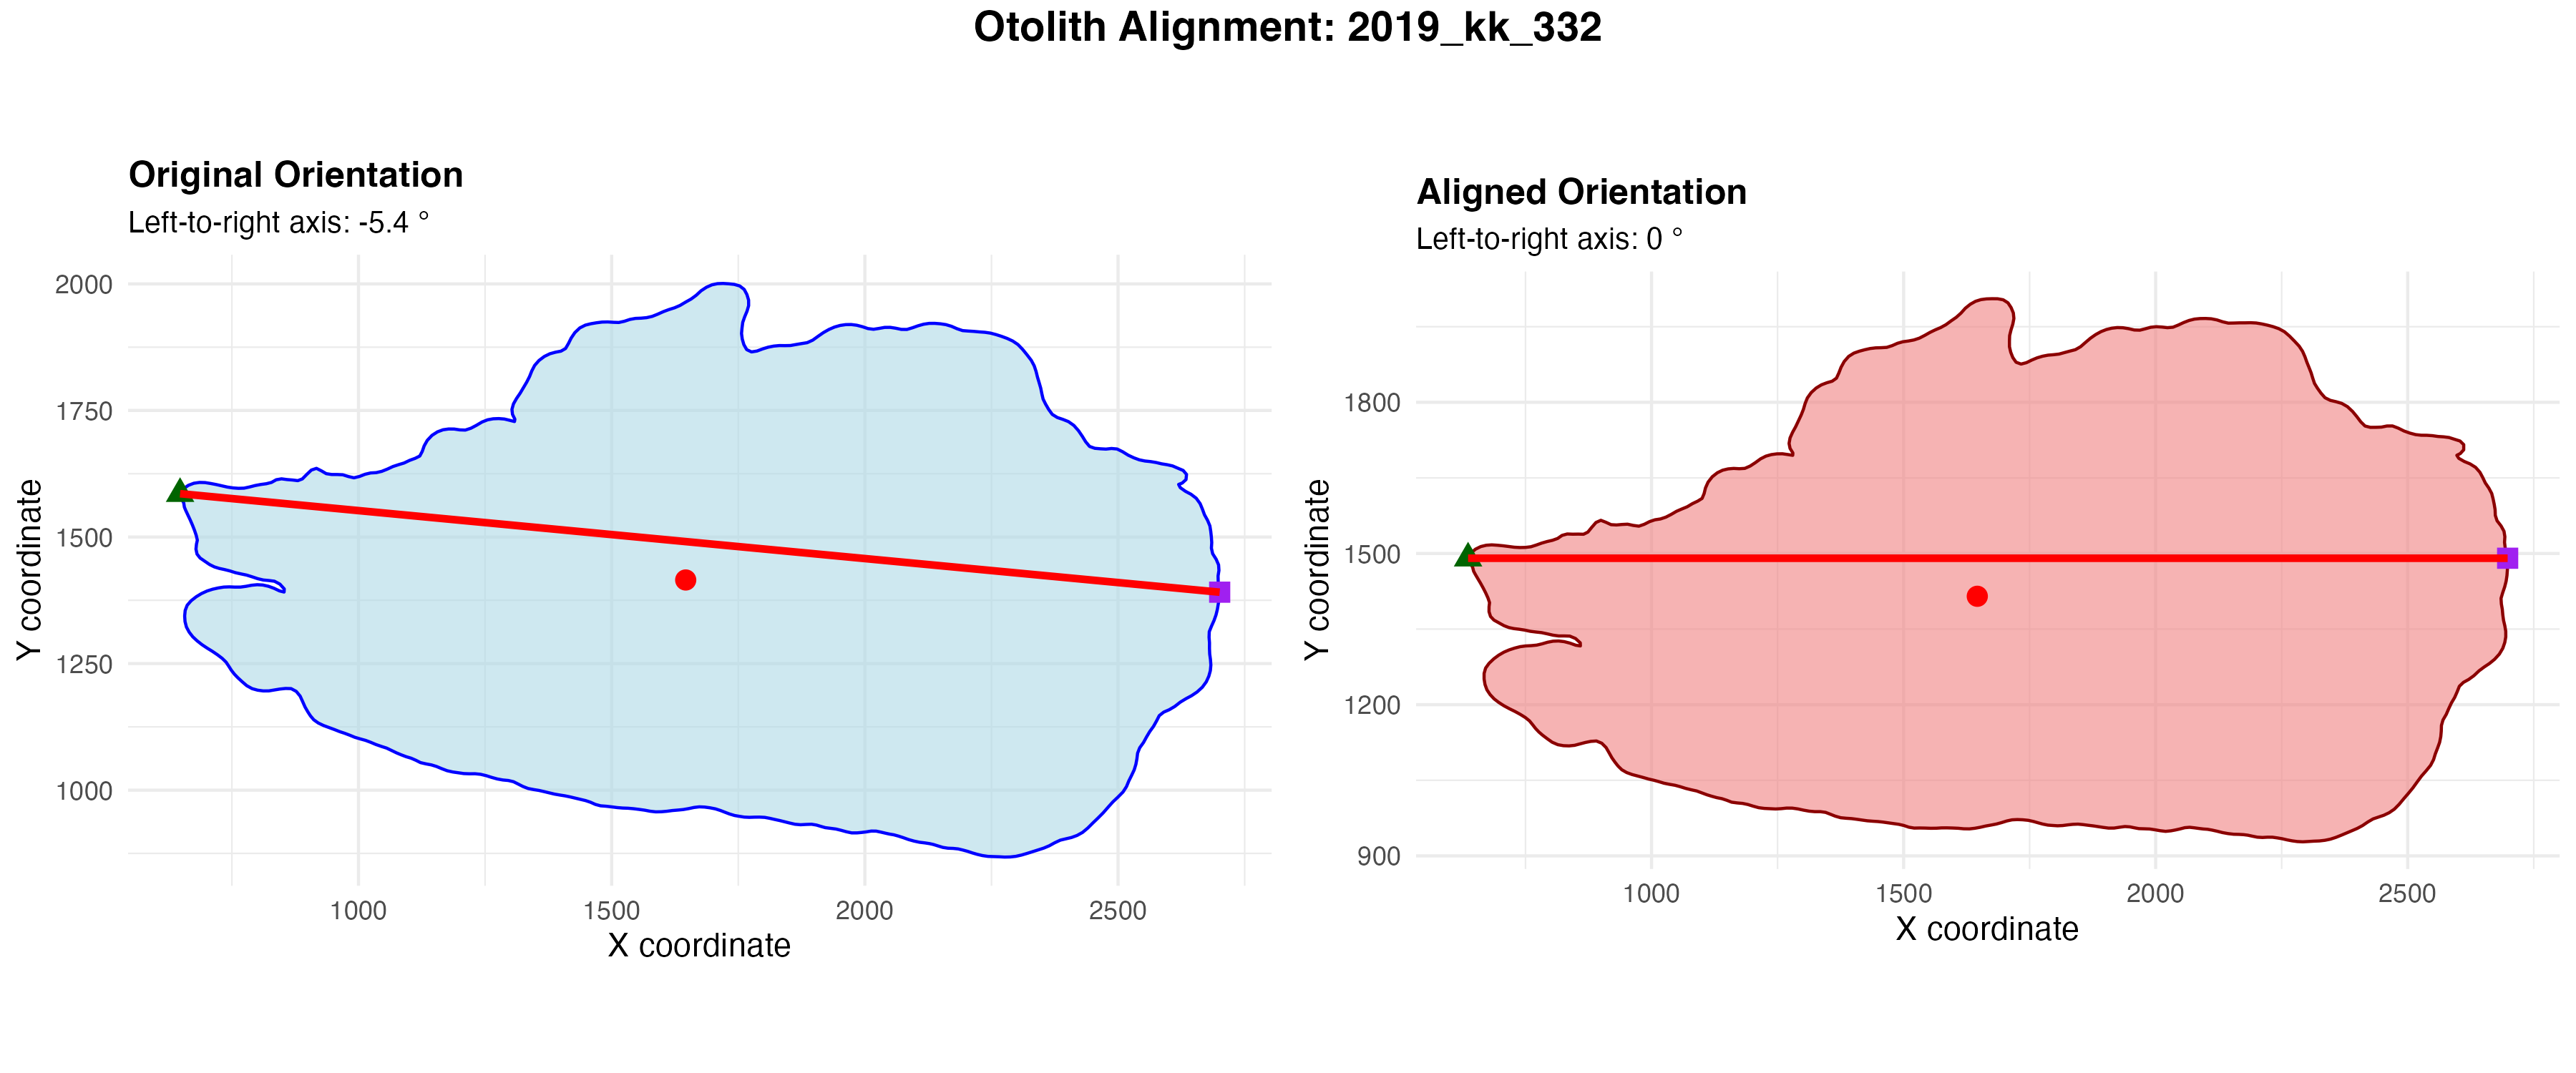 Otolith Alignment: 2019_kk_332
Original Orientation
Left-to-right axis: -5.4 °
2000
1750
1500
1250
1000
Y coordinate
1000 1500 2000 2500
X coordinate
Aligned Orientation
Left-to-right axis: 0 °
1800
1500
1200
900
Y coordinate
1000 1500 2000 2500
X coordinate